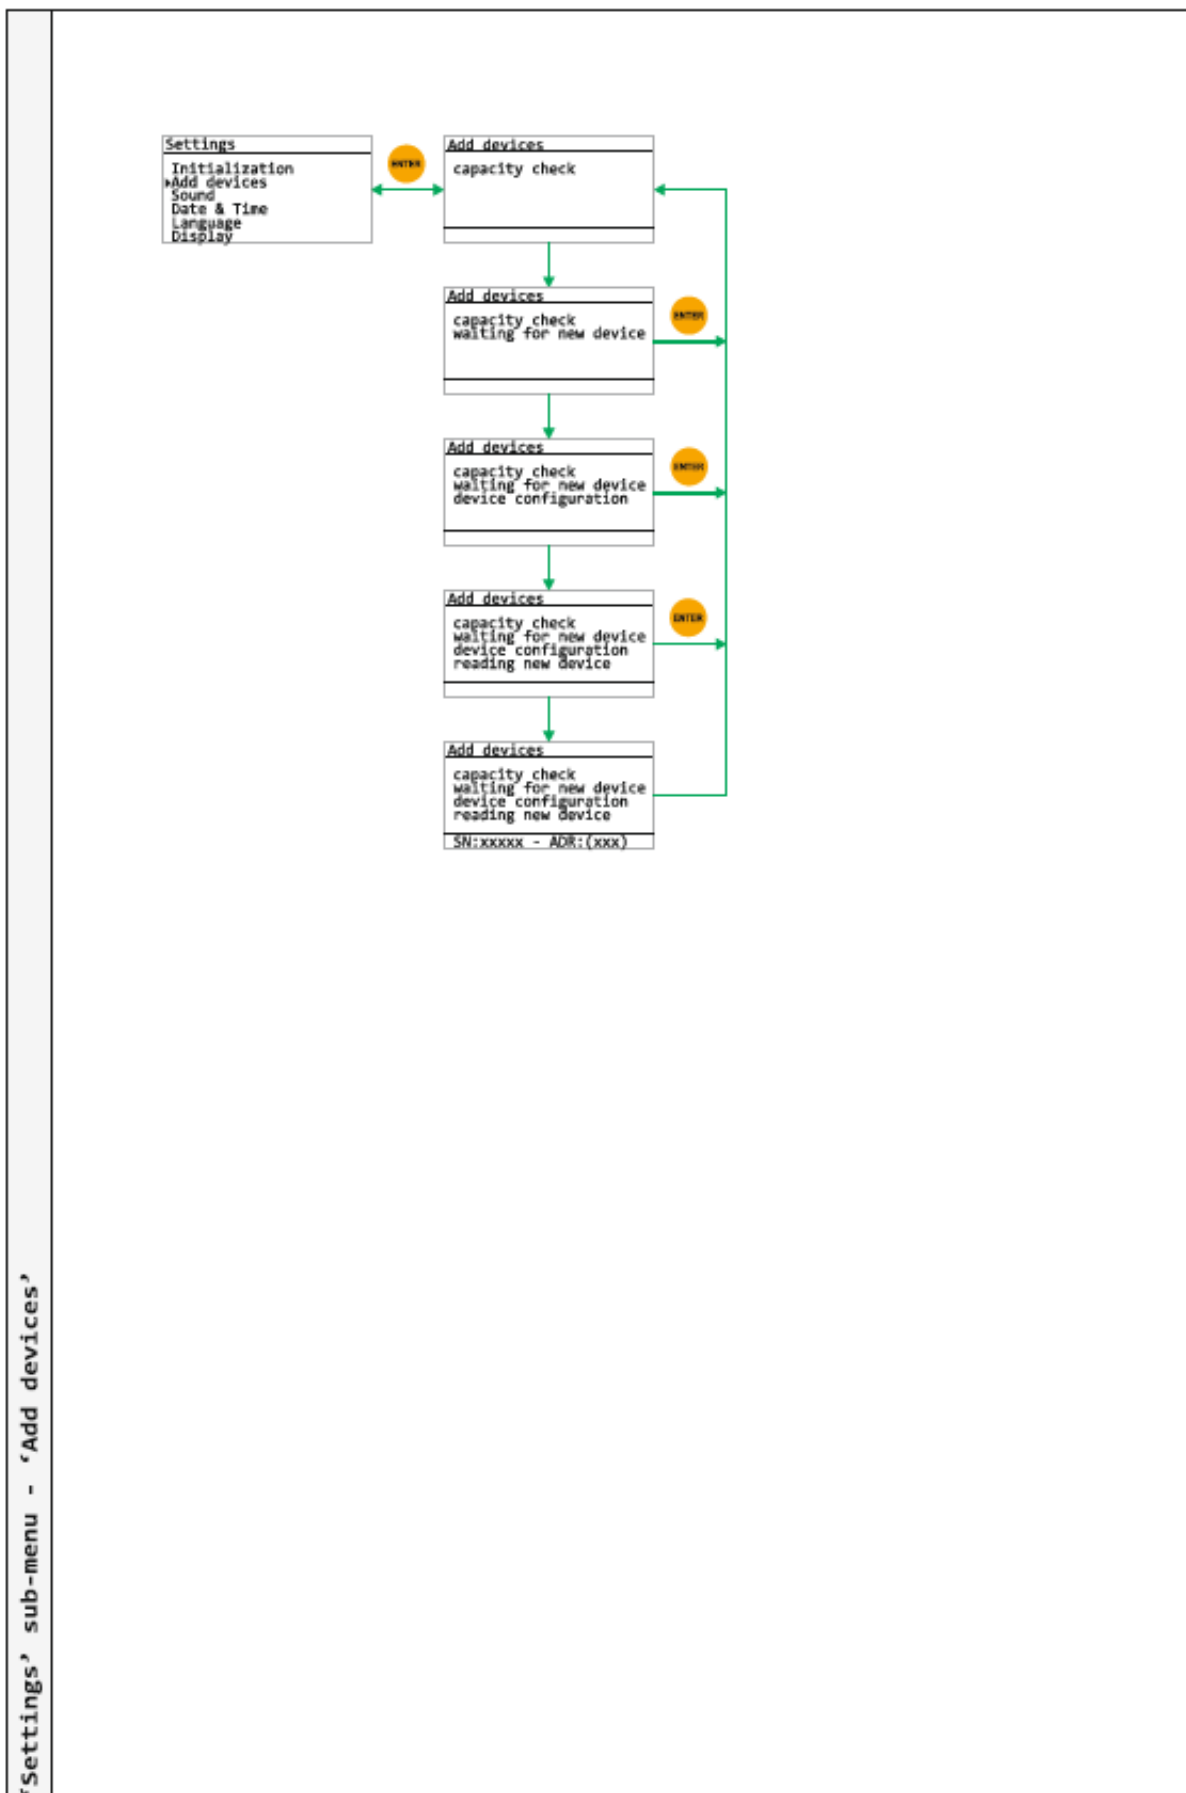 Settings
Initialization
▸Add devices
Sound
Date & Time
Language
Display
ENTER
Add devices
capacity check
Add devices
capacity check
waiting for new device
ENTER
Add devices
capacity check
waiting for new device
device configuration
ENTER
Add devices
capacity check
waiting for new device
device configuration
reading new device
ENTER
Add devices
capacity check
waiting for new device
device configuration
reading new device
SN:xxxxx - ADR:(xxx)
‘Settings’ sub-menu - ‘Add devices’